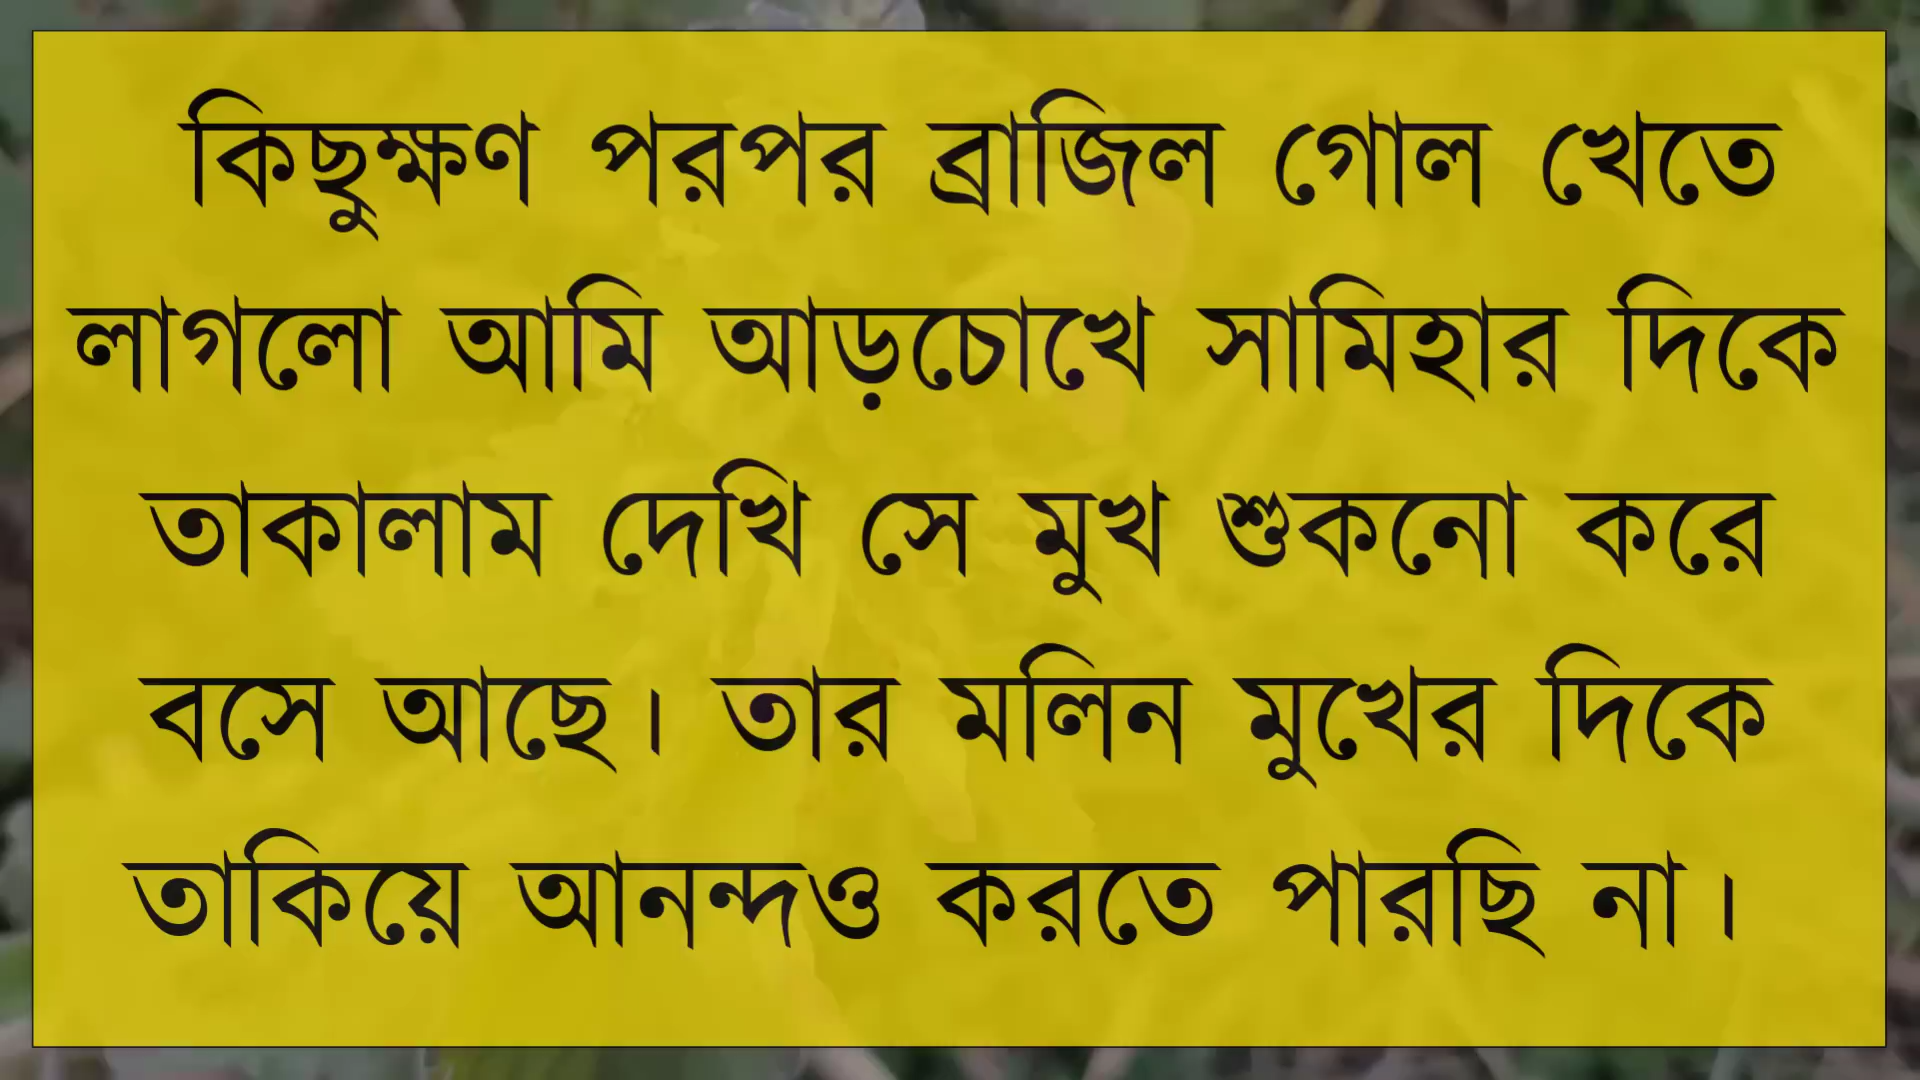 কিছুক্ষণ পরপর ব্রাজিল গোল খেতে
লাগলো আমি আড়চোখে সামিহার দিকে
তাকালাম দেখি সে মুখ শুকনো করে
বসে আছে। তার মলিন মুখের দিকে
তাকিয়ে আনন্দও করতে পারছি না।